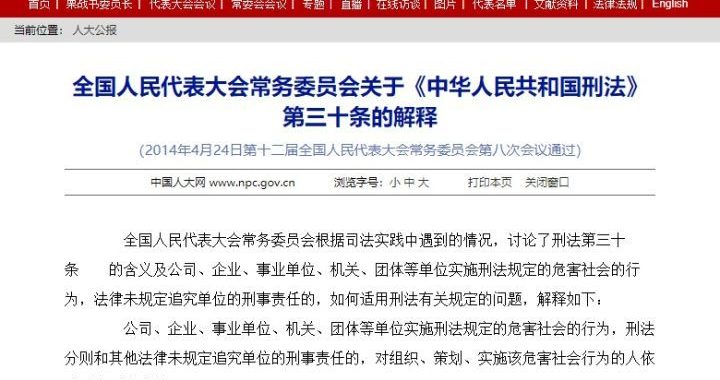 首页 | 栗战书委员长 | 代表大会会议 | 常委会会议 | 专题 | 直播 | 在线访谈 | 图片 | 代表名单 | 文献资料 | 法律法规 | English
当前位置： 人大公报
全国人民代表大会常务委员会关于《中华人民共和国刑法》
第三十条的解释
(2014年4月24日第十二届全国人民代表大会常务委员会第八次会议通过)
中国人大网 www.npc.gov.cn 浏览字号：小 中 大 打印本页 关闭窗口
全国人民代表大会常务委员会根据司法实践中遇到的情况，讨论了刑法第三十
条 的含义及公司、企业、事业单位、机关、团体等单位实施刑法规定的危害社会的行
为，法律未规定追究单位的刑事责任的，如何适用刑法有关规定的问题，解释如下：
公司、企业、事业单位、机关、团体等单位实施刑法规定的危害社会的行为，刑法
分则和其他法律未规定追究单位的刑事责任的，对组织、策划、实施该危害社会行为的人依